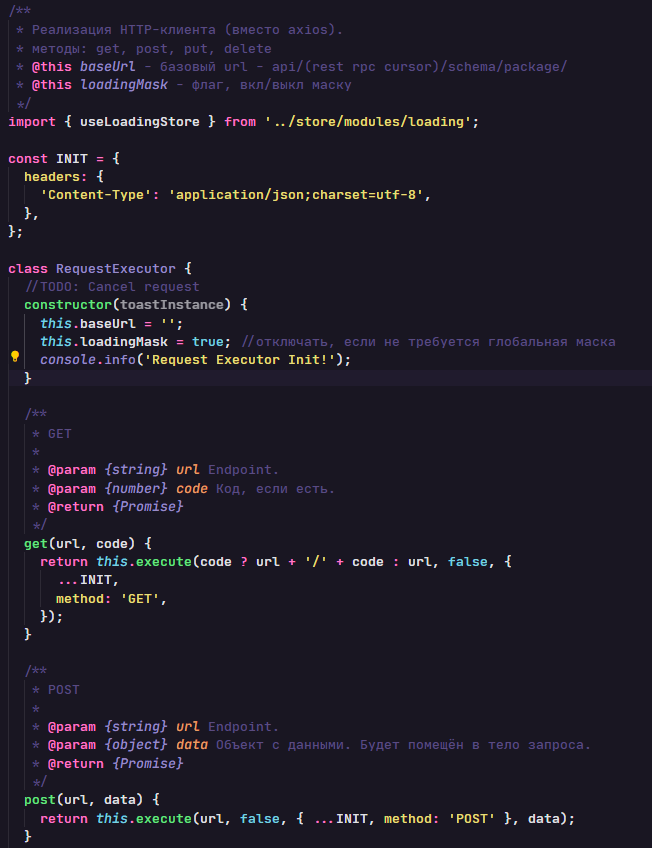 /**
 * Реализация HTTP-клиента (вместо axios).
 * методы: get, post, put, delete
 * @this baseUrl - базовый url - api/(rest rpc cursor)/schema/package/
 * @this loadingMask - флаг, вкл/выкл маску
 */
import { useLoadingStore } from '../store/modules/loading';
const INIT = {
  headers: {
    'Content-Type': 'application/json;charset=utf-8',
  },
};
class RequestExecutor {
  //TODO: Cancel request
  constructor(toastInstance) {
    this.baseUrl = '';
    this.loadingMask = true; //отключать, если не требуется глобальная маска
    console.info('Request Executor Init!');
  }
  /**
   * GET
   *
   * @param {string} url Endpoint.
   * @param {number} code Код, если есть.
   * @return {Promise}
   */
  get(url, code) {
    return this.execute(code ? url + '/' + code : url, false, {
      ...INIT,
      method: 'GET',
    });
  }
  /**
   * POST
   *
   * @param {string} url Endpoint.
   * @param {object} data Объект с данными. Будет помещён в тело запроса.
   * @return {Promise}
   */
  post(url, data) {
    return this.execute(url, false, { ...INIT, method: 'POST' }, data);
  }